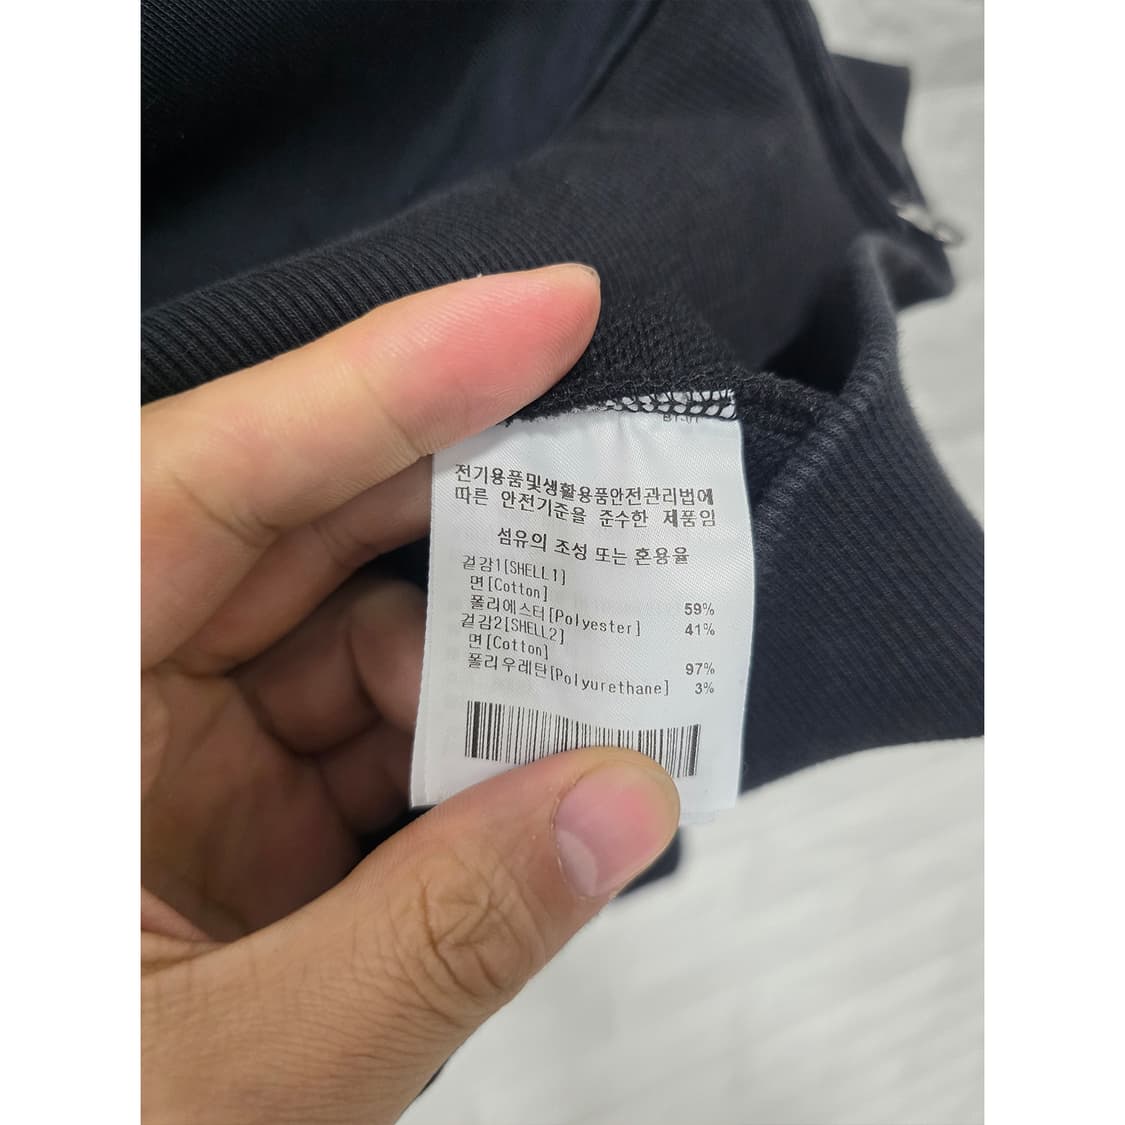 전기용품및생활용품안전관리법에
따른 안전기준을 준수한 제품임
섬유의 조성 또는 혼용율
겉감1[SHELL1]
면[Cotton] 59%
폴리에스터[Polyester] 41%
겉감2[SHELL2]
면[Cotton] 97%
폴리우레탄[Polyurethane] 3%